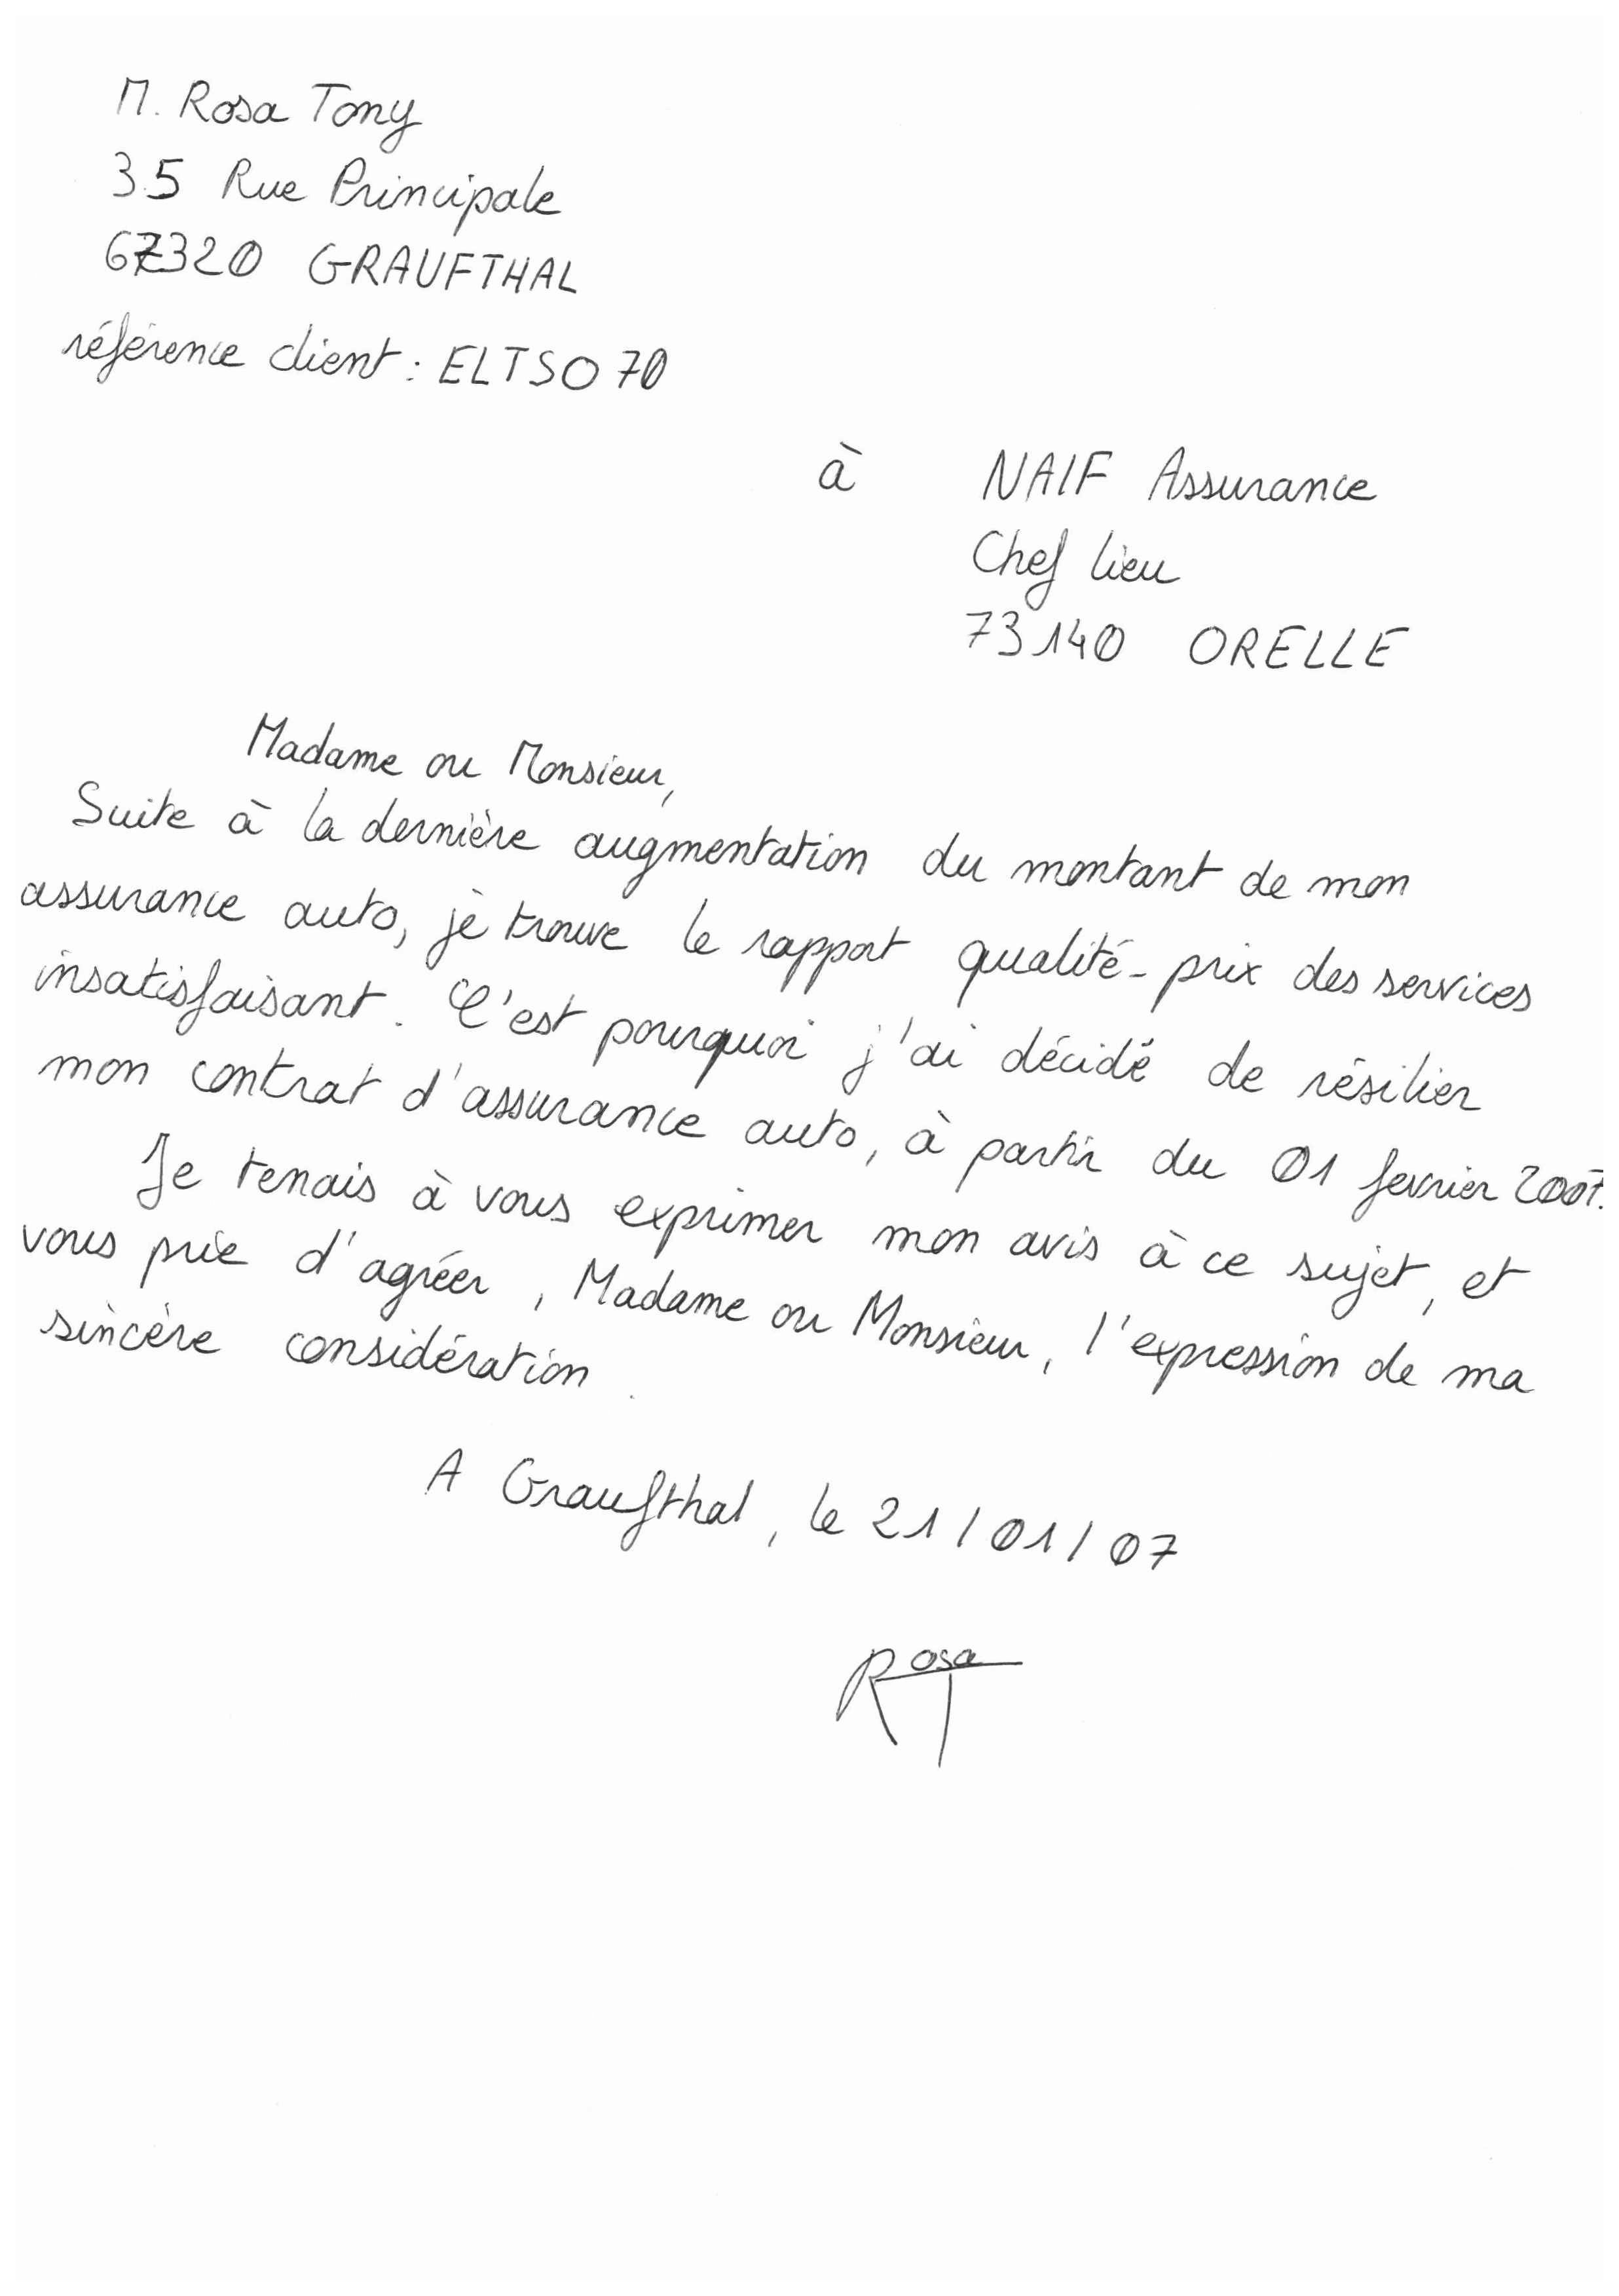 M. Rosa Tony
35 Rue Principale
67320 GRAUFTHAL
référence client : ELTSO70
à NAIF Assurance
Chef lieu
73140 ORELLE
Madame ou Monsieur,
Suite à la dernière augmentation du montant de mon
assurance auto, je trouve le rapport qualité-prix des services
insatisfaisant. C'est pourquoi j'ai décidé de résilier
mon contrat d'assurance auto, à partir du 01 fevrier 2007.
Je tenais à vous exprimer mon avis à ce sujet, et
vous prie d'agréer, Madame ou Monsieur, l'expression de ma
sincère considération.
A Graufthal, le 21/01/07
Rosa